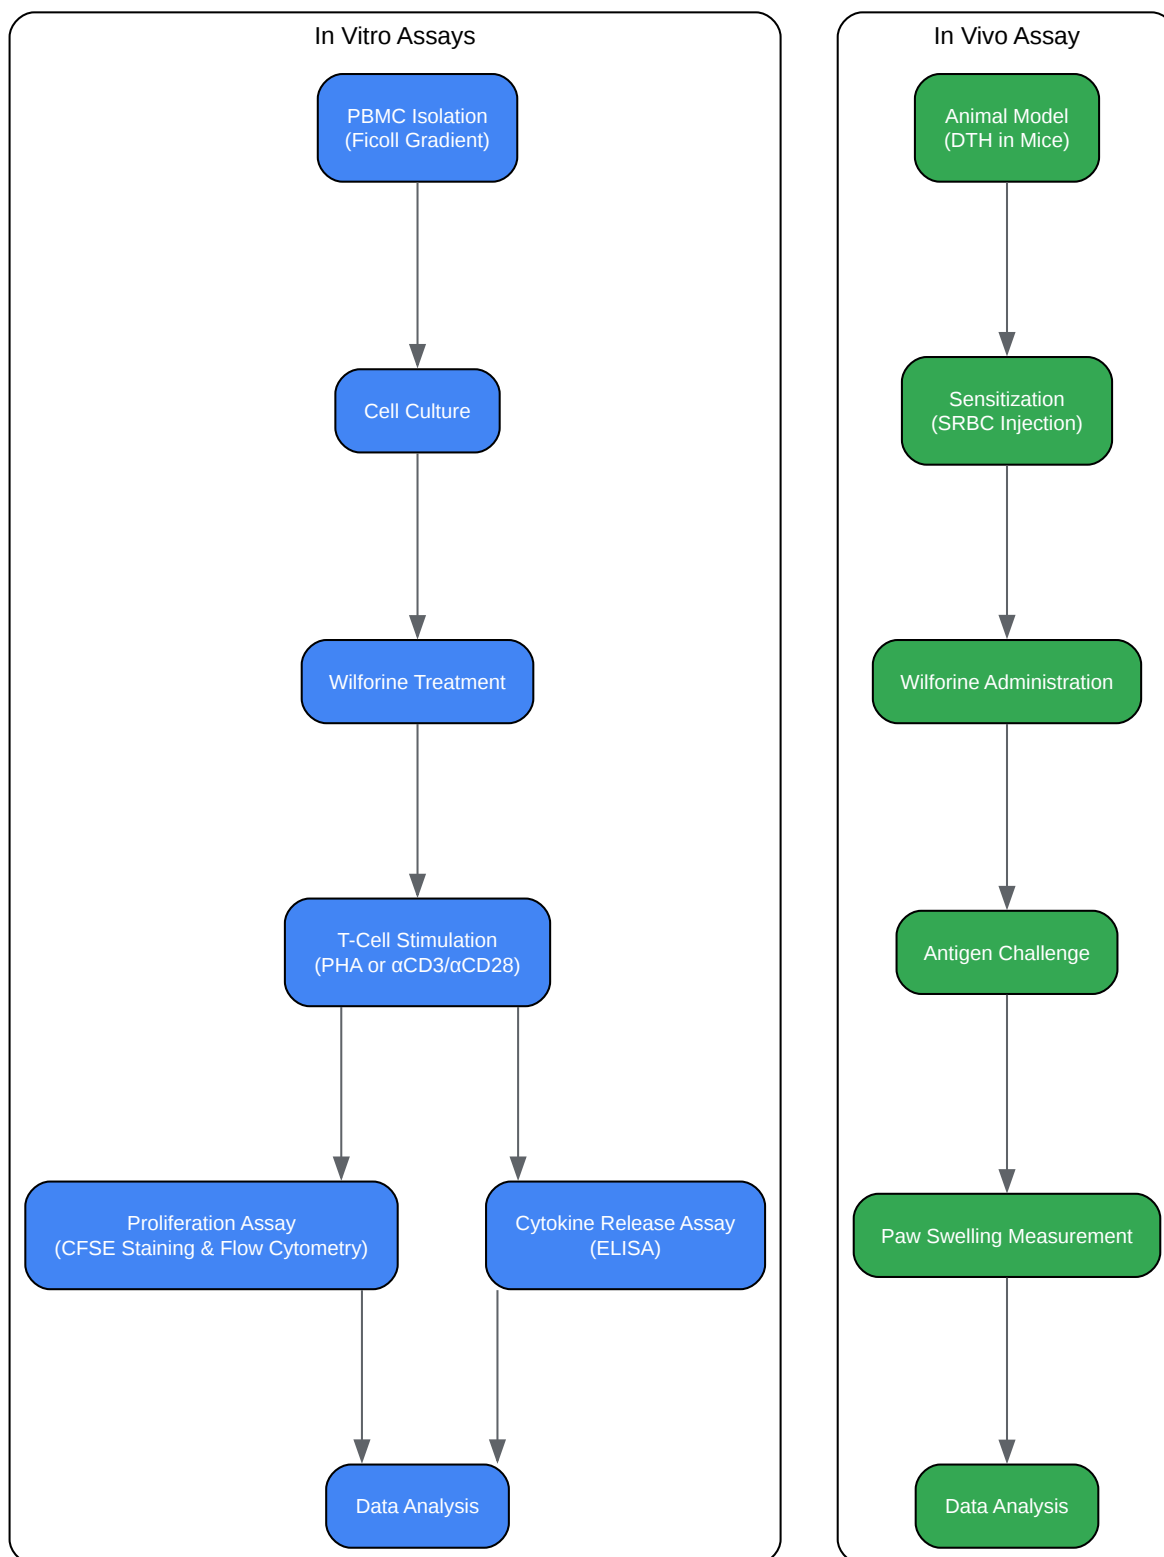 In Vitro Assays
PBMC Isolation
(Ficoll Gradient)
Cell Culture
Wilforine Treatment
T-Cell Stimulation
(PHA or αCD3/αCD28)
Proliferation Assay
(CFSE Staining & Flow Cytometry)
Cytokine Release Assay
(ELISA)
Data Analysis
In Vivo Assay
Animal Model
(DTH in Mice)
Sensitization
(SRBC Injection)
Wilforine Administration
Antigen Challenge
Paw Swelling Measurement
Data Analysis